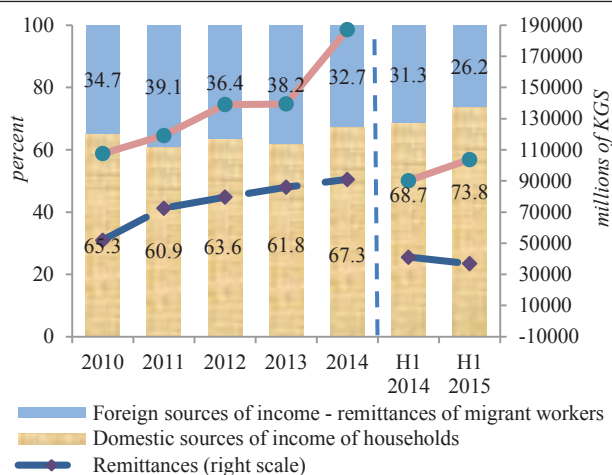 percent
millions of KGS
100
80
60
40
20
0
190000
170000
150000
130000
110000
90000
70000
50000
30000
10000
-10000
34.7 39.1 36.4 38.2 32.7 31.3 26.2
65.3 60.9 63.6 61.8 67.3 68.7 73.8
2010 2011 2012 2013 2014 H1 2014 H1 2015
Foreign sources of income - remittances of migrant workers
Domestic sources of income of households
Remittances (right scale)